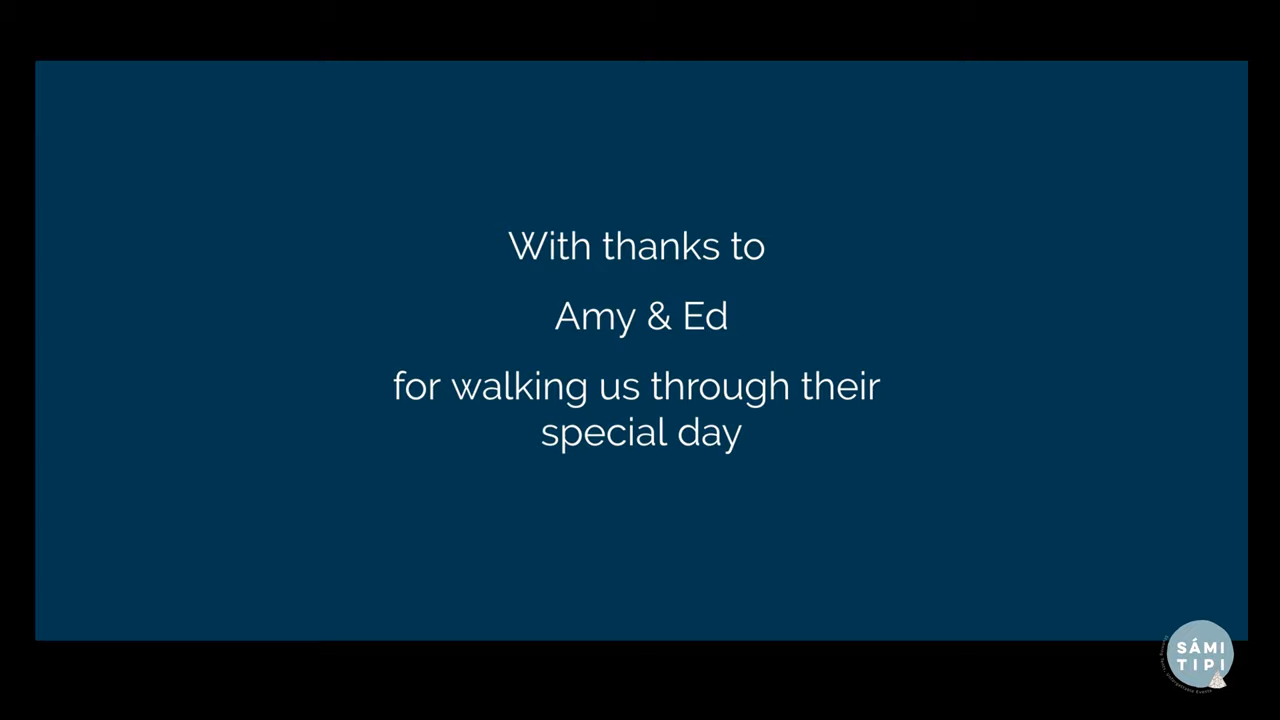 With thanks to
Amy & Ed
for walking us through their
special day
SÁMI
TIPI